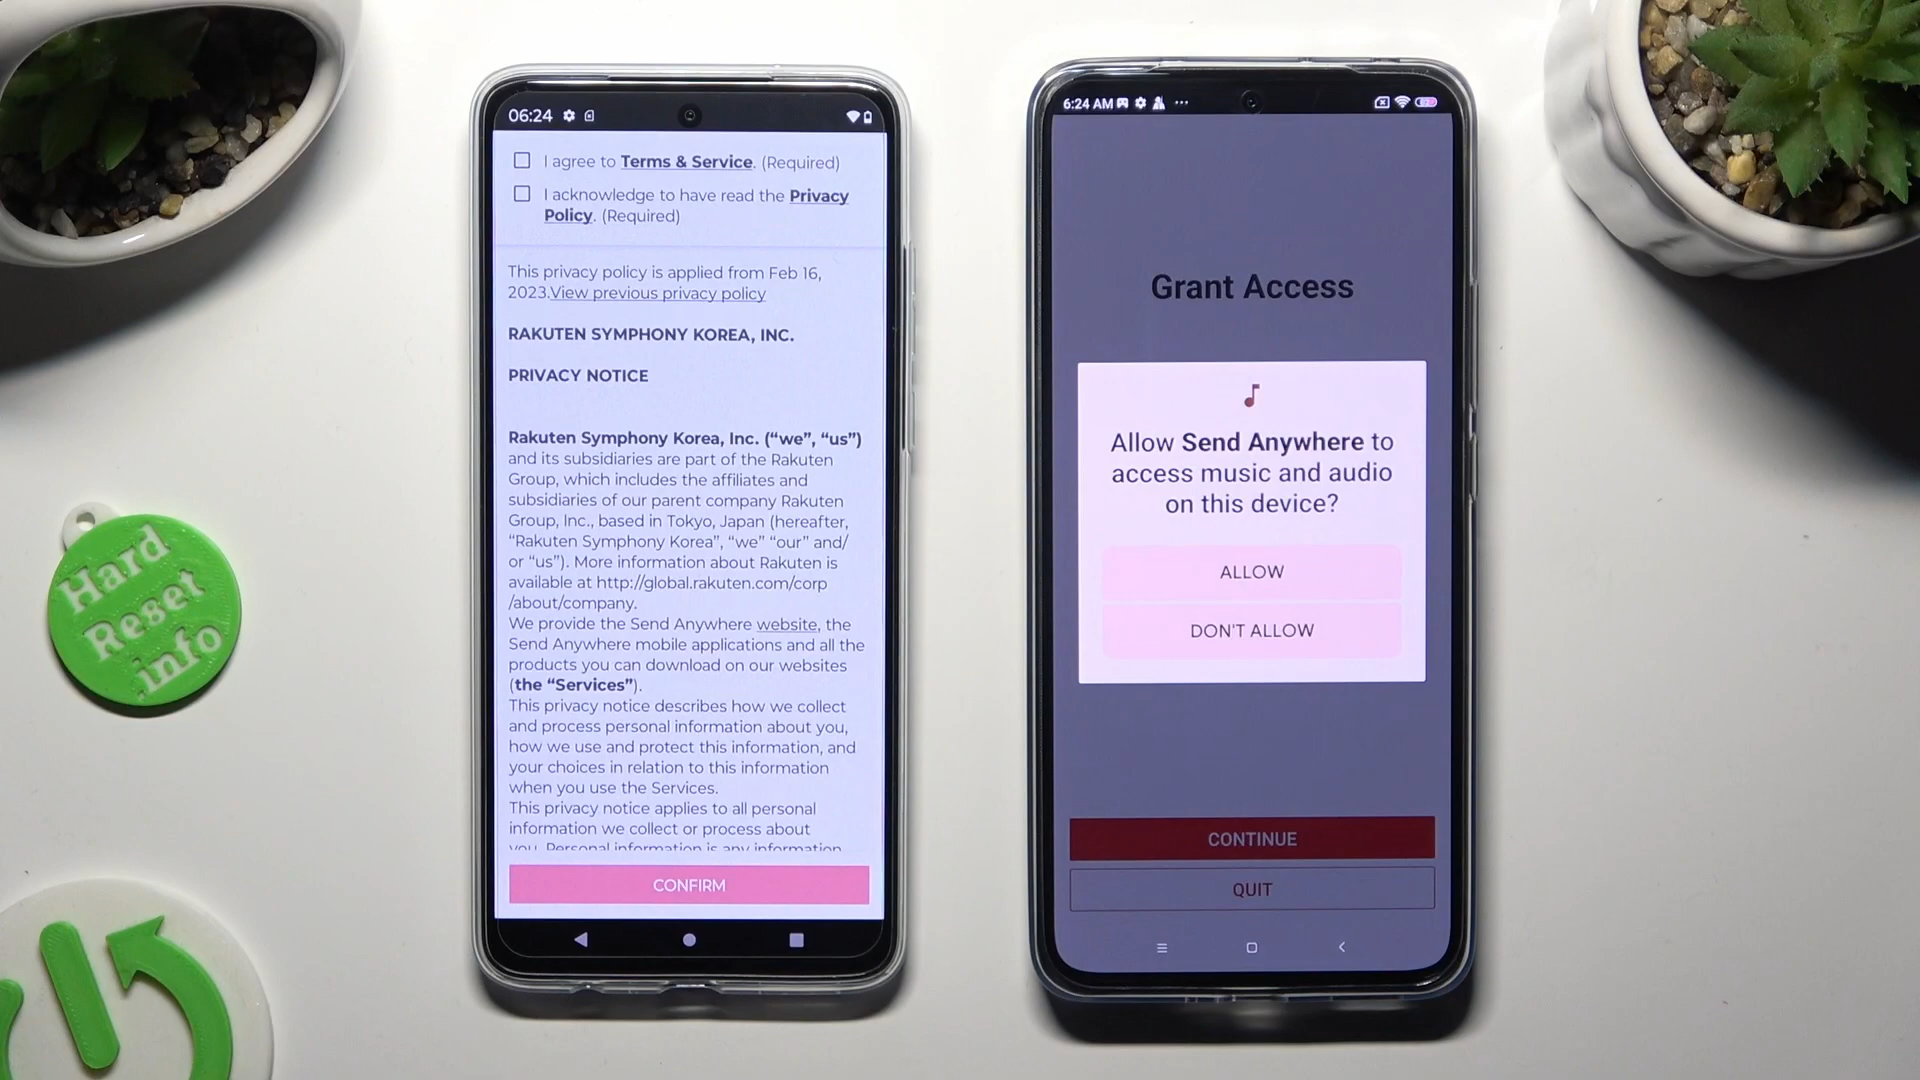 06:24
I agree to Terms & Service. (Required)
I acknowledge to have read the Privacy
Policy. (Required)
This privacy policy is applied from Feb 16,
2023.View previous privacy policy
RAKUTEN SYMPHONY KOREA, INC.
PRIVACY NOTICE
Rakuten Symphony Korea, Inc. (“we”, “us”)
and its subsidiaries are part of the Rakuten
Group, which includes the affiliates and
subsidiaries of our parent company Rakuten
Group, Inc., based in Tokyo, Japan (hereafter,
“Rakuten Symphony Korea”, “we” “our” and/
or “us”). More information about Rakuten is
available at http://global.rakuten.com/corp
/about/company.
We provide the Send Anywhere website, the
Send Anywhere mobile applications and all the
products you can download on our websites
(the “Services”).
This privacy notice describes how we collect
and process personal information about you,
how we use and protect this information, and
your choices in relation to this information
when you use the Services.
This privacy notice applies to all personal
information we collect or process about
you. Personal information is any information
CONFIRM
6:24 AM
Grant Access
Allow Send Anywhere to
access music and audio
on this device?
ALLOW
DON'T ALLOW
CONTINUE
QUIT
Hard
Reset
info